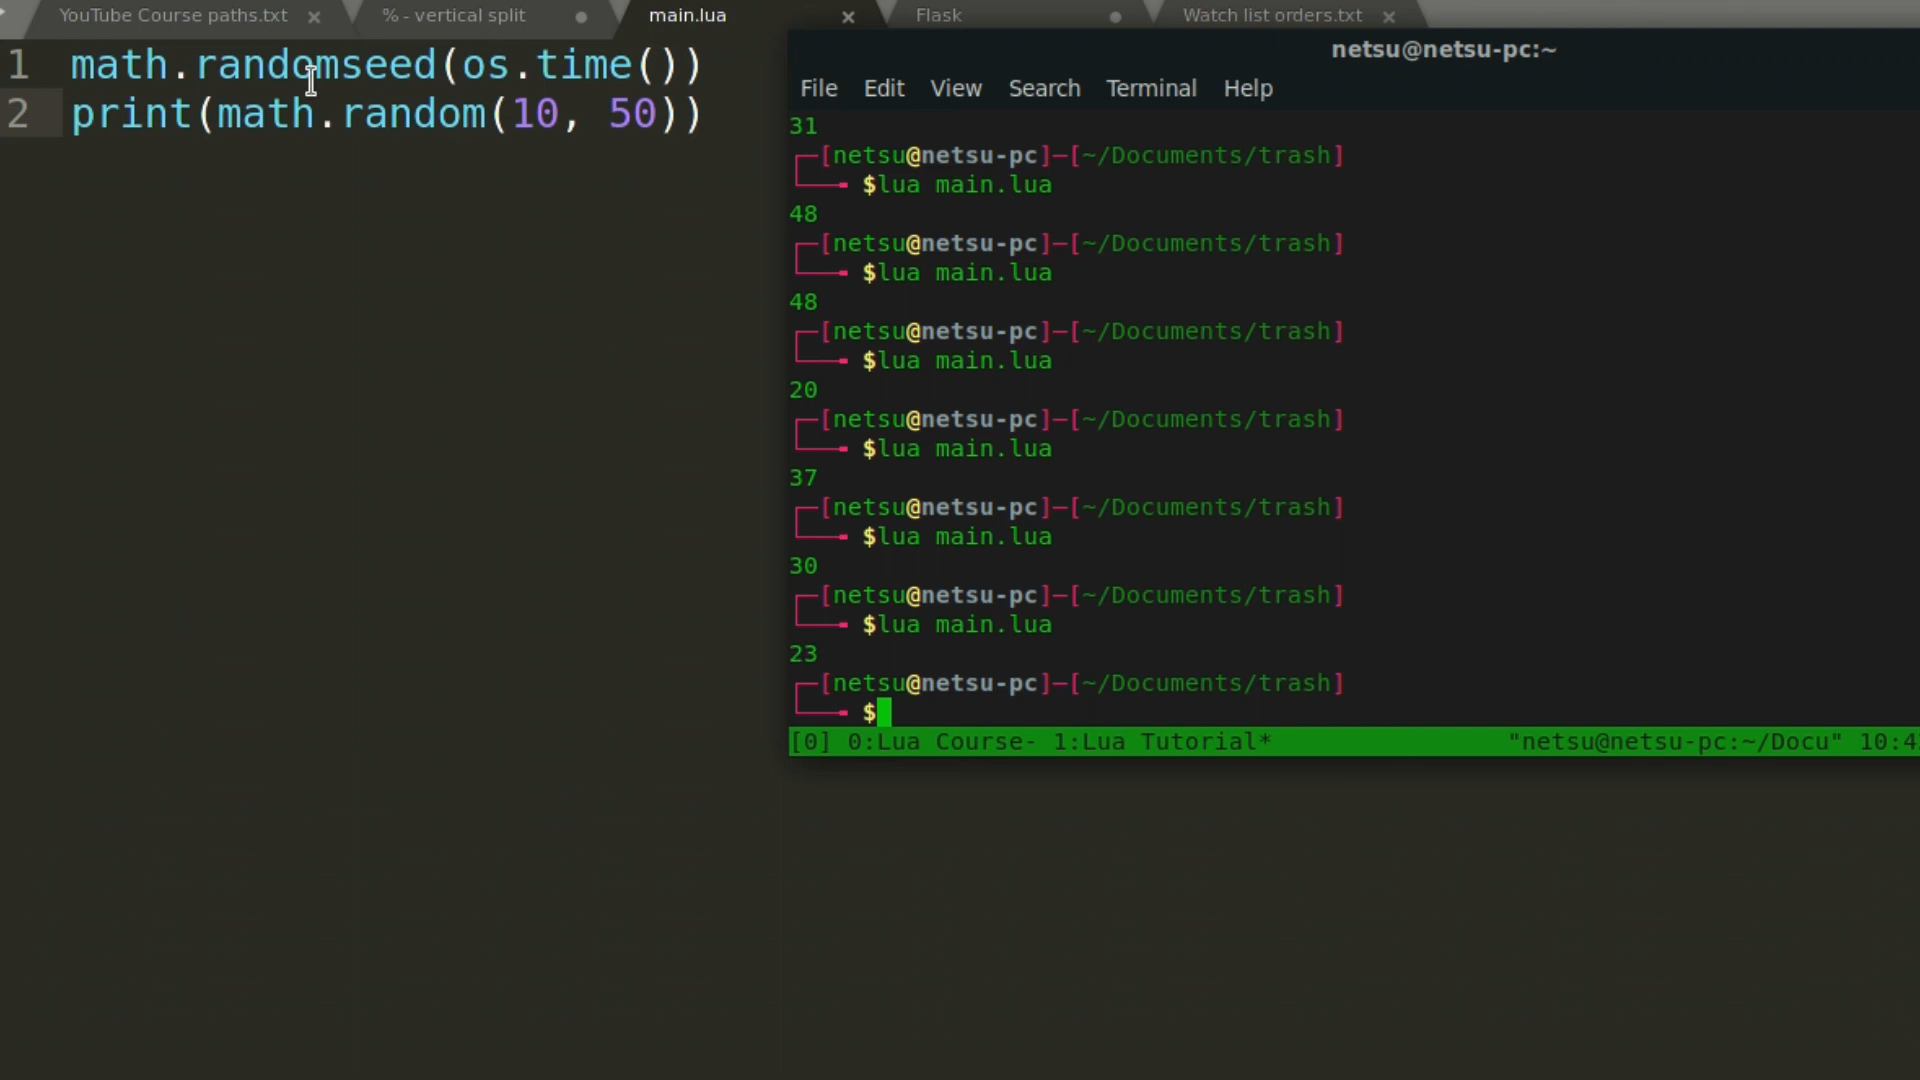 YouTube Course paths.txt
% - vertical split
main.lua
Flask
Watch list orders.txt
1 math.randomseed(os.time())
2 print(math.random(10, 50))
netsu@netsu-pc:~
File Edit View Search Terminal Help
31
[netsu@netsu-pc]─[~/Documents/trash]
$lua main.lua
48
[netsu@netsu-pc]─[~/Documents/trash]
$lua main.lua
48
[netsu@netsu-pc]─[~/Documents/trash]
$lua main.lua
20
[netsu@netsu-pc]─[~/Documents/trash]
$lua main.lua
37
[netsu@netsu-pc]─[~/Documents/trash]
$lua main.lua
30
[netsu@netsu-pc]─[~/Documents/trash]
$lua main.lua
23
[netsu@netsu-pc]─[~/Documents/trash]
$
[0] 0:Lua Course- 1:Lua Tutorial* "netsu@netsu-pc:~/Docu"